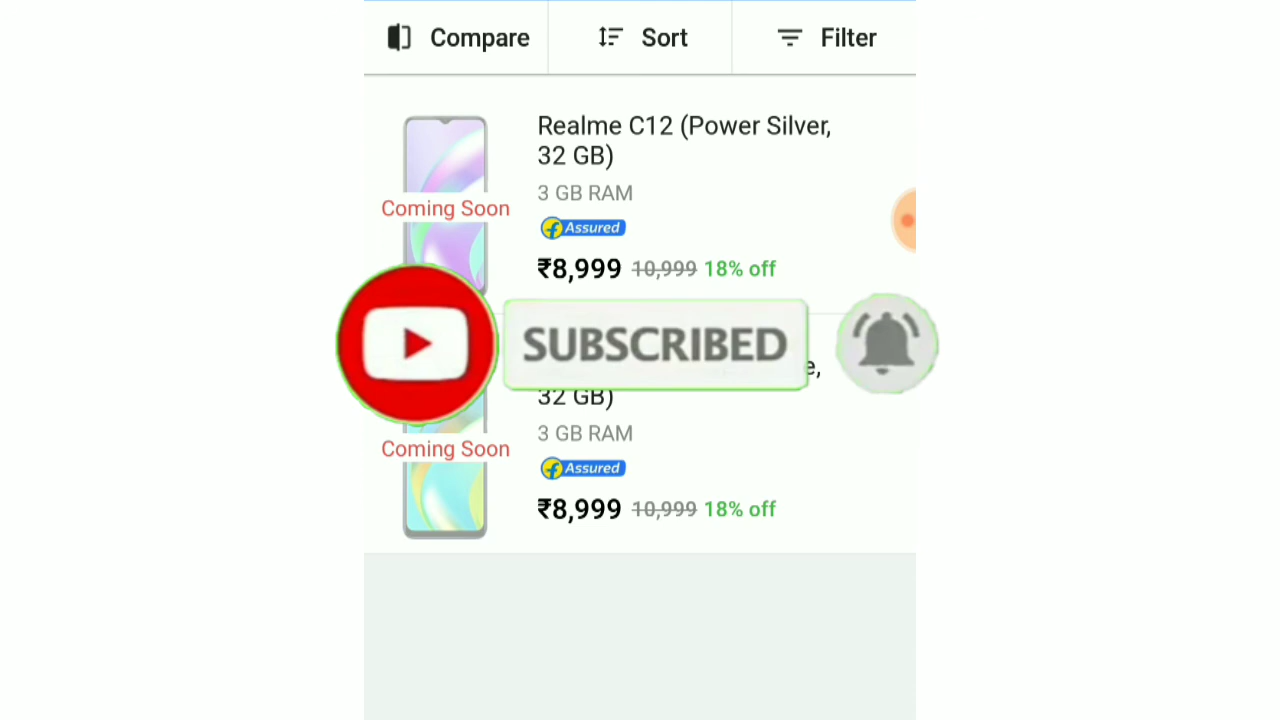 Compare
Sort
Filter
Realme C12 (Power Silver,
32 GB)
Coming Soon
3 GB RAM
Assured
₹8,999 10,999 18% off
SUBSCRIBED
32 GB)
Coming Soon
3 GB RAM
Assured
₹8,999 10,999 18% off